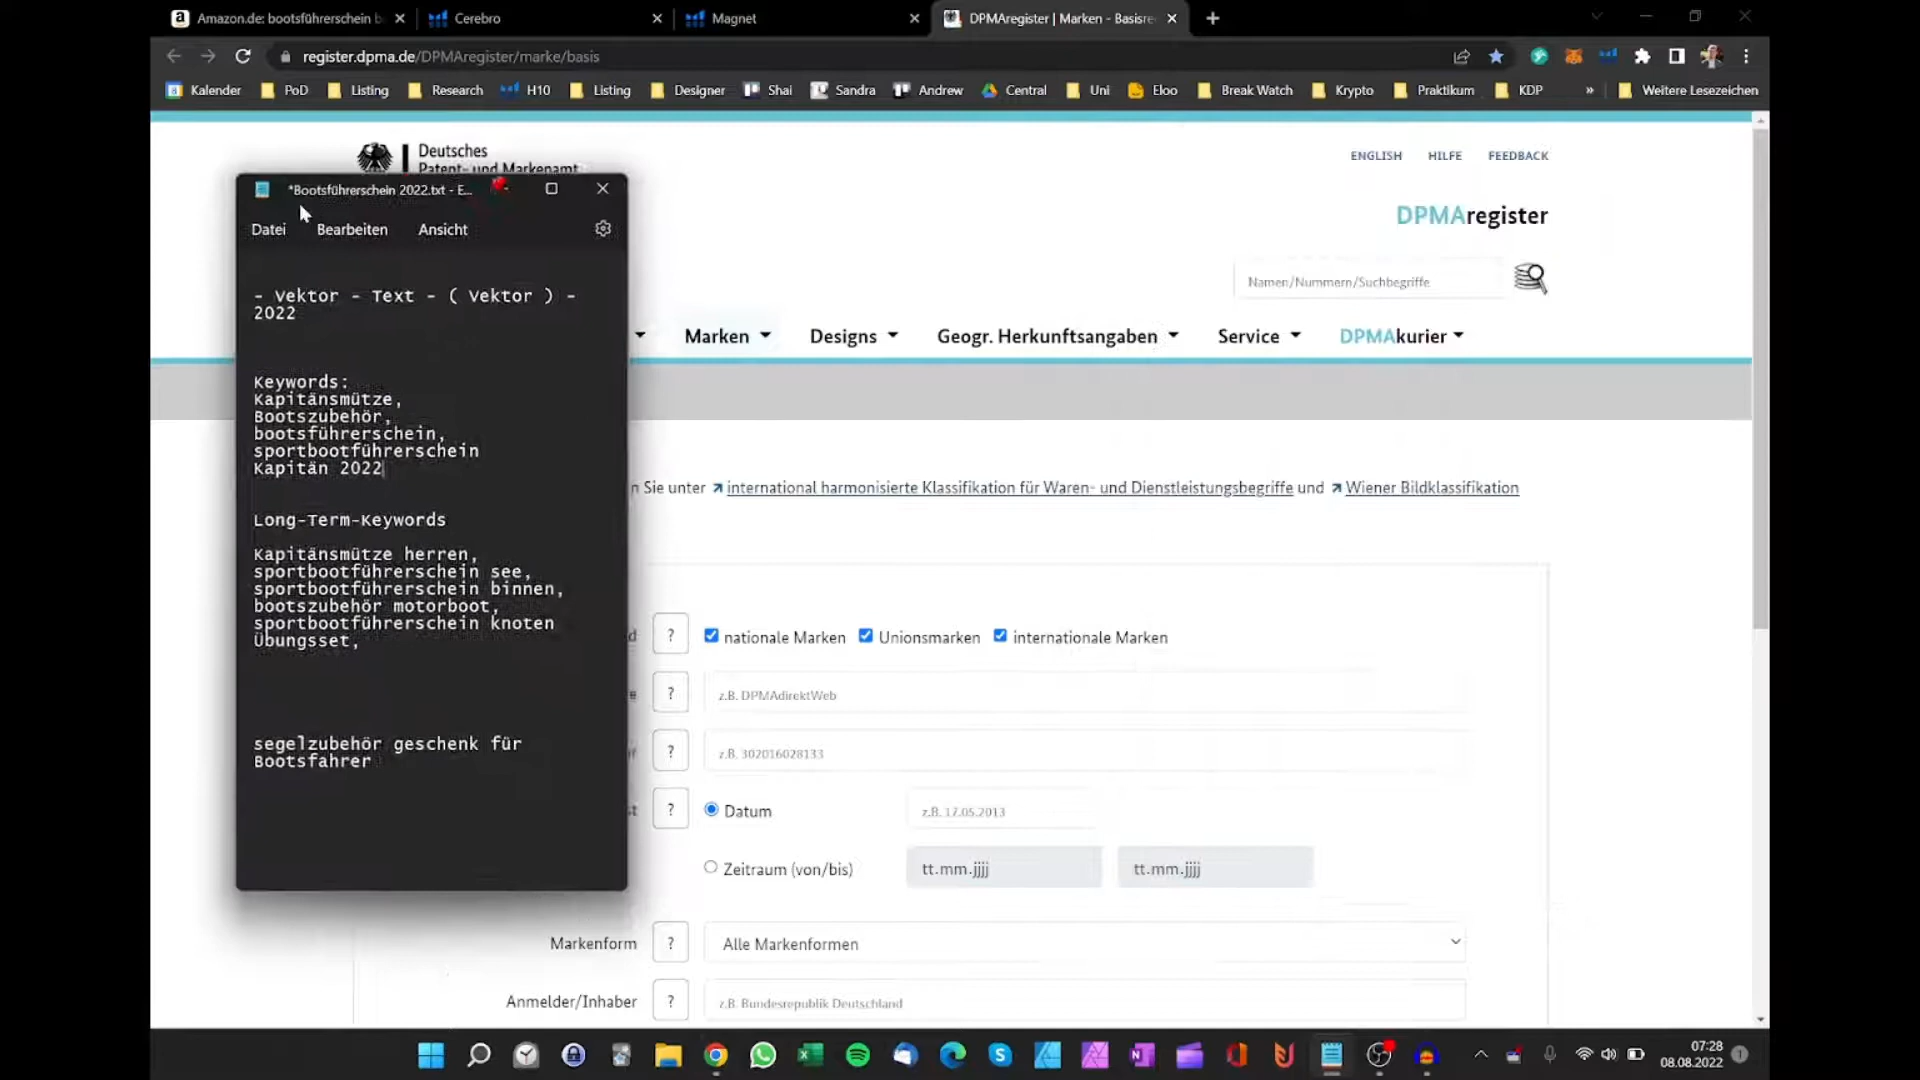 Amazon.de: bootsführerschein b
Cerebro
Magnet
DPMAregister | Marken - Basisre
register.dpma.de/DPMAregister/marke/basis
Kalender
PoD
Listing
Research
H10
Listing
Designer
Shai
Sandra
Andrew
Central
Uni
Eloo
Break Watch
Krypto
Praktikum
KDP
»
Weitere Lesezeichen
Deutsches
Patent- und Markenamt
ENGLISH
HILFE
FEEDBACK
DPMAregister
Namen/Nummern/Suchbegriffe
Marken
Designs
Geogr. Herkunftsangaben
Service
DPMAkurier
*Bootsführerschein 2022.txt - E...
Datei
Bearbeiten
Ansicht
- Vektor - Text - ( Vektor ) -
2022
Keywords:
Kapitänsmütze,
Bootszubehör,
bootsführerschein,
sportbootführerschein
Kapitän 2022
Long-Term-Keywords
Kapitänsmütze herren,
sportbootführerschein see,
sportbootführerschein binnen,
bootszubehör motorboot,
sportbootführerschein knoten
Übungsset,
segelzubehör geschenk für
Bootsfahrer
n Sie unter international harmonisierte Klassifikation für Waren- und Dienstleistungsbegriffe und Wiener Bildklassifikation
d ? nationale Marken Unionsmarken internationale Marken
e ? z.B. DPMAdirektWeb
? z.B. 302016028133
st ? Datum z.B. 17.05.2013
Zeitraum (von/bis) tt.mm.jjjj tt.mm.jjjj
Markenform ? Alle Markenformen
Anmelder/Inhaber ? z.B. Bundesrepublik Deutschland
07:28
08.08.2022
1